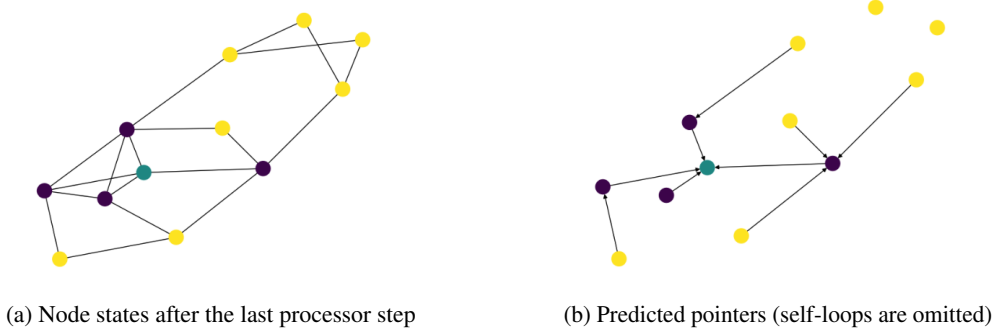 (a) Node states after the last processor step
(b) Predicted pointers (self-loops are omitted)